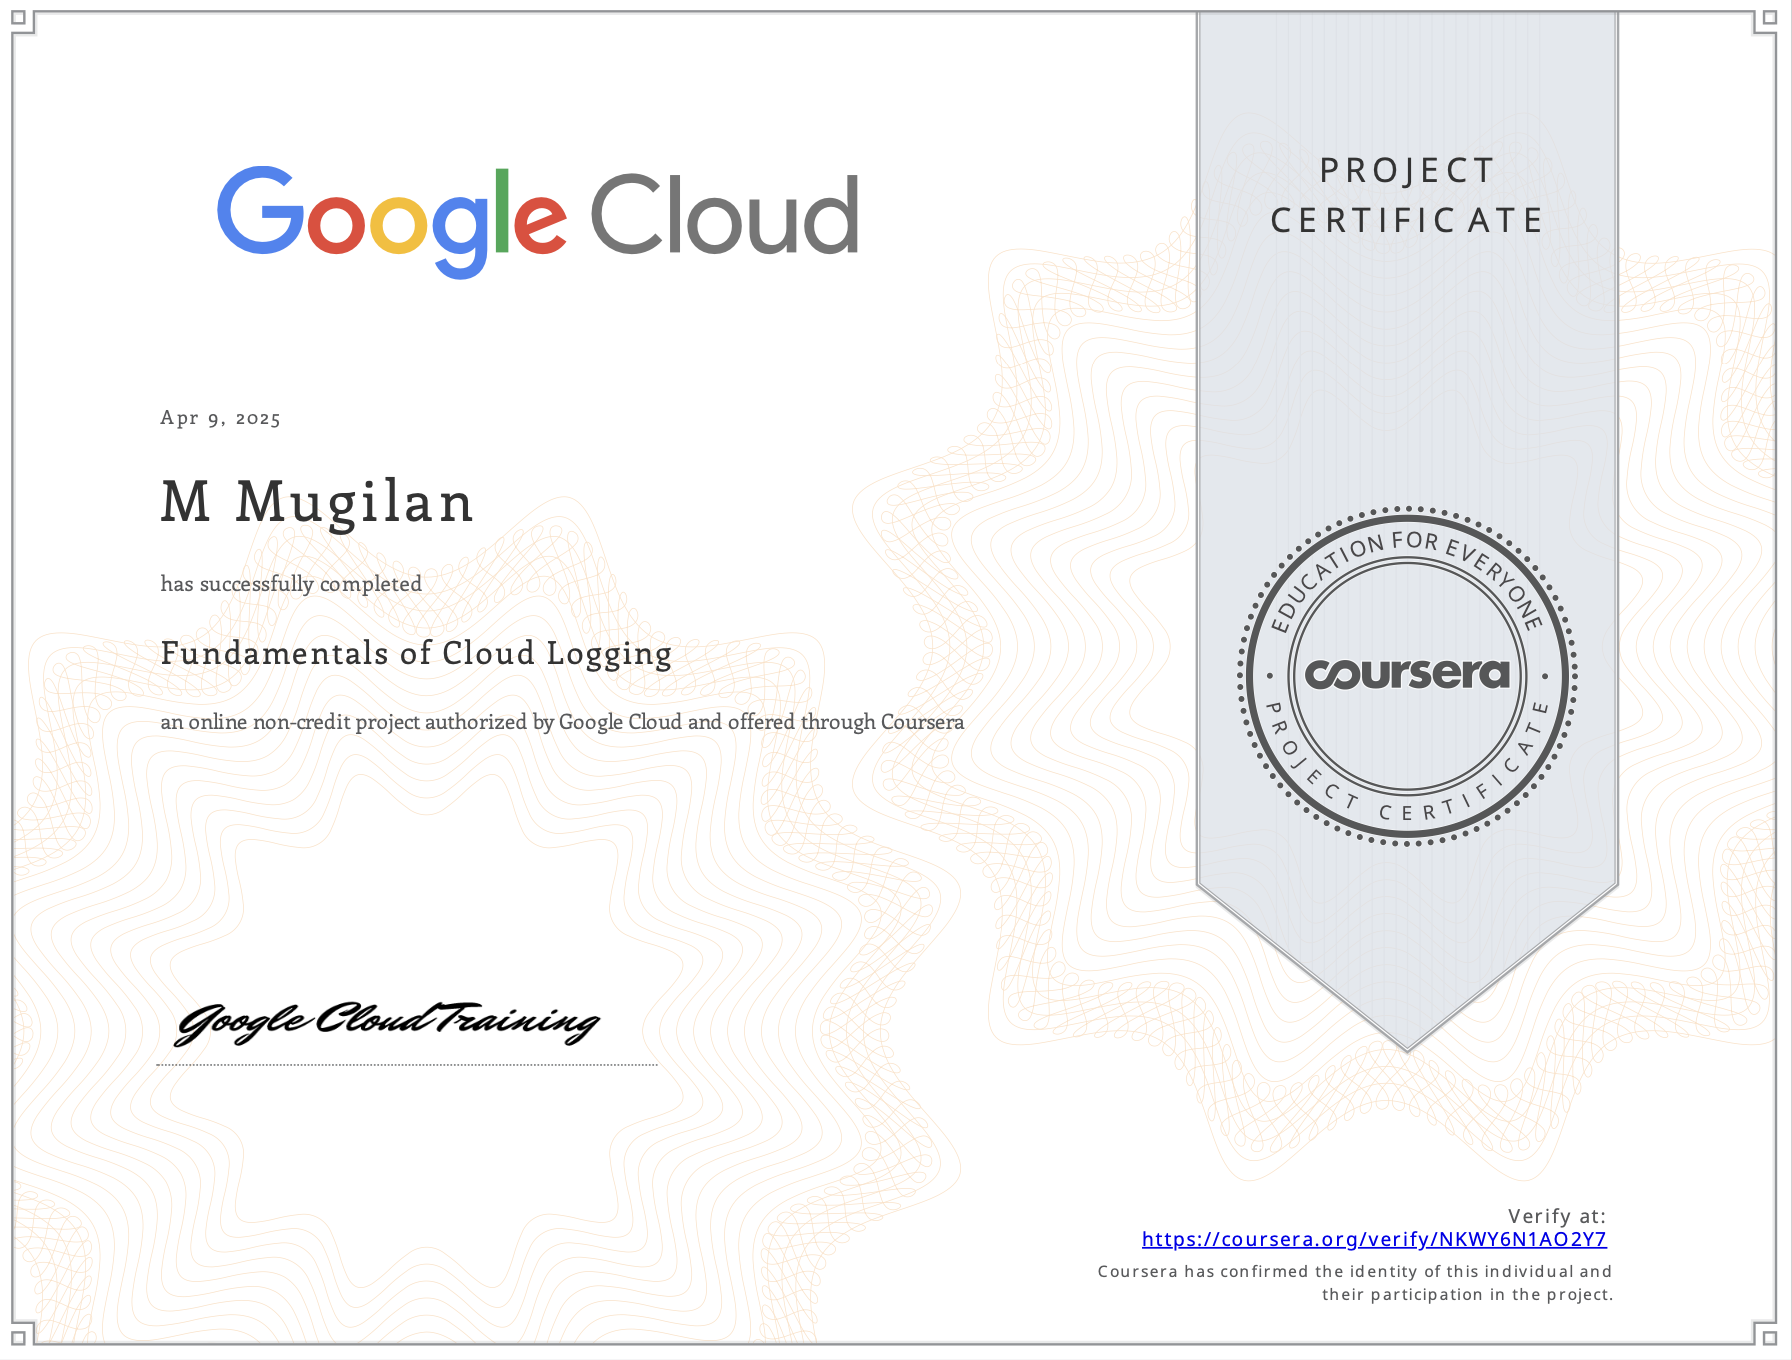 Google Cloud
PROJECT
CERTIFICATE
Apr 9, 2025
M Mugilan
has successfully completed
Fundamentals of Cloud Logging
an online non-credit project authorized by Google Cloud and offered through Coursera
EDUCATION FOR EVERYONE
coursera
PROJECT CERTIFICATE
Google Cloud Training
Verify at:
https://coursera.org/verify/NKWY6N1AO2Y7
Coursera has confirmed the identity of this individual and
their participation in the project.